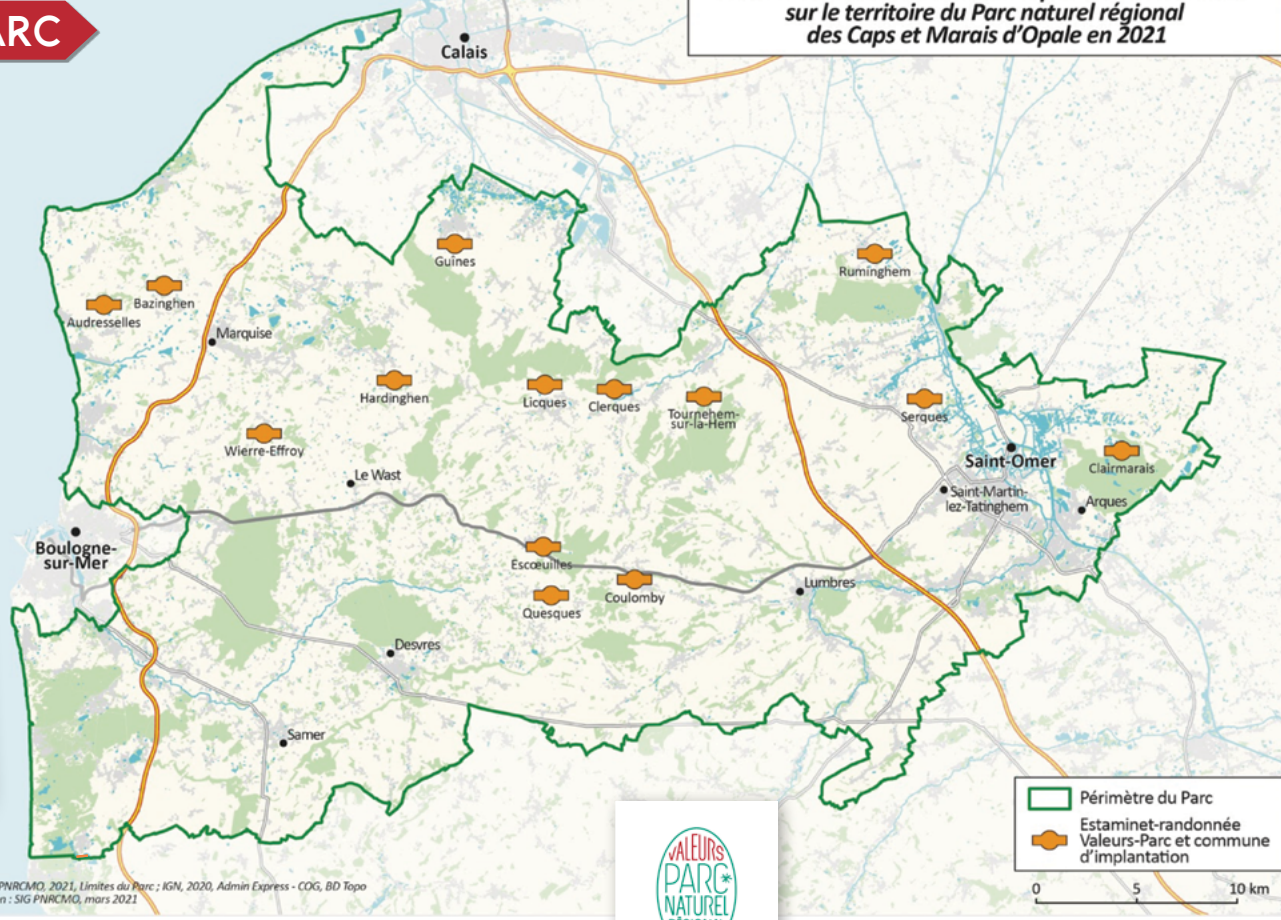 ARC
sur le territoire du Parc naturel régional
des Caps et Marais d'Opale en 2021
Calais
Guînes
Ruminghem
Bazinghen
Audresselles
Marquise
Hardinghen
Licques
Clerques
Tournehem-
sur-la-Hem
Serques
Wierre-Effroy
Saint-Omer
Clairmarais
Le Wast
Saint-Martin-
lez-Tatinghem
Arques
Boulogne-
sur-Mer
Escœuilles
Coulomby
Lumbres
Quesques
Desvres
Samer
Périmètre du Parc
Estaminet-randonnée
Valeurs-Parc et commune
d'implantation
VALEURS
PARC
NATUREL
PNRCMO, 2021, Limites du Parc ; IGN, 2020, Admin Express - COG, BD Topo
n : SIG PNRCMO, mars 2021
0 5 10 km